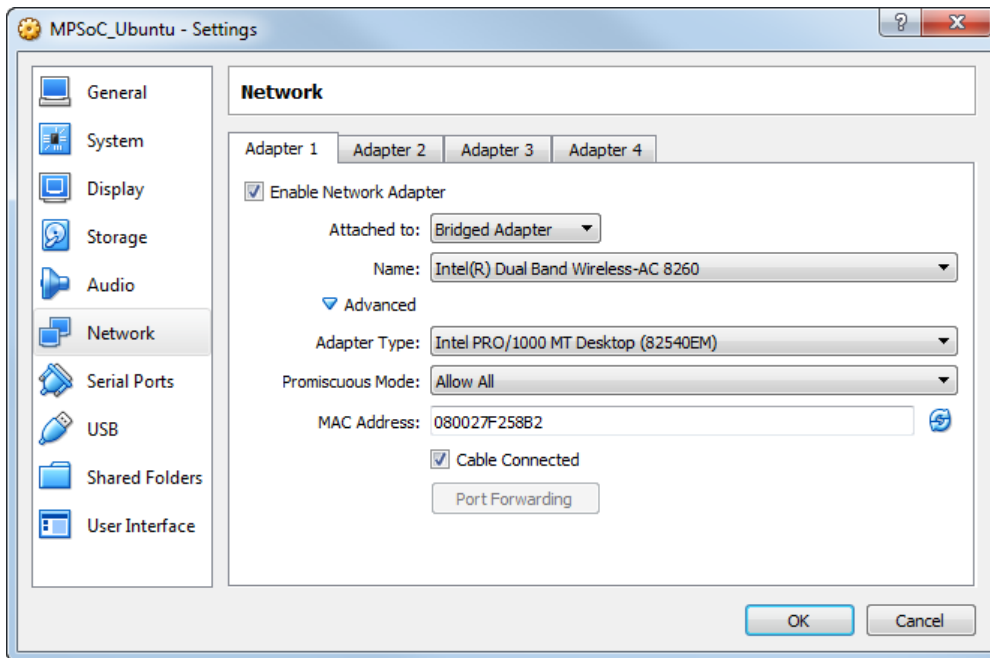 MPSoC_Ubuntu - Settings
?
X
General
System
Display
Storage
Audio
Network
Serial Ports
USB
Shared Folders
User Interface
Network
Adapter 1 Adapter 2 Adapter 3 Adapter 4
Enable Network Adapter
Attached to: Bridged Adapter
Name: Intel(R) Dual Band Wireless-AC 8260
Advanced
Adapter Type: Intel PRO/1000 MT Desktop (82540EM)
Promiscuous Mode: Allow All
MAC Address: 080027F258B2
Cable Connected
Port Forwarding
OK Cancel